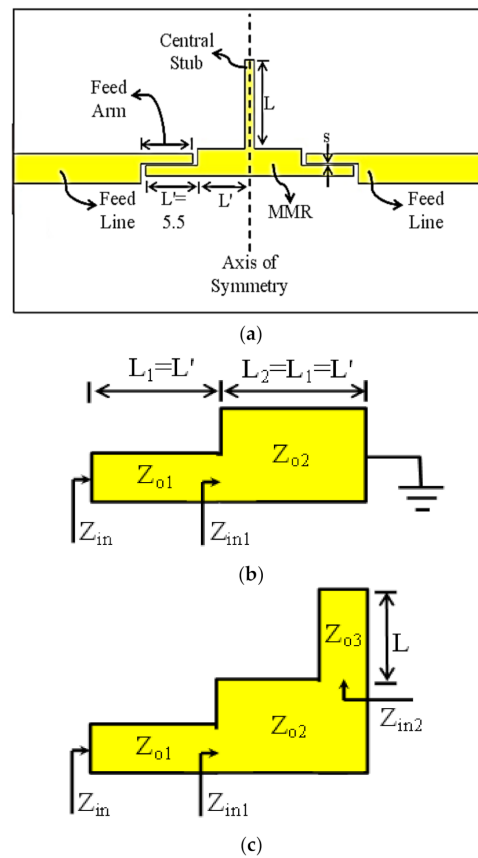 Central
Stub
L
Feed
Arm
s
Feed
Line
L'=
5.5
L'
MMR
Feed
Line
Axis of
Symmetry
(a)
L₁=L'
L₂=L₁=L'
Zo1
Zo2
Zin
Zin1
(b)
Zo3
L
Zo1
Zo2
Zin2
Zin
Zin1
(c)